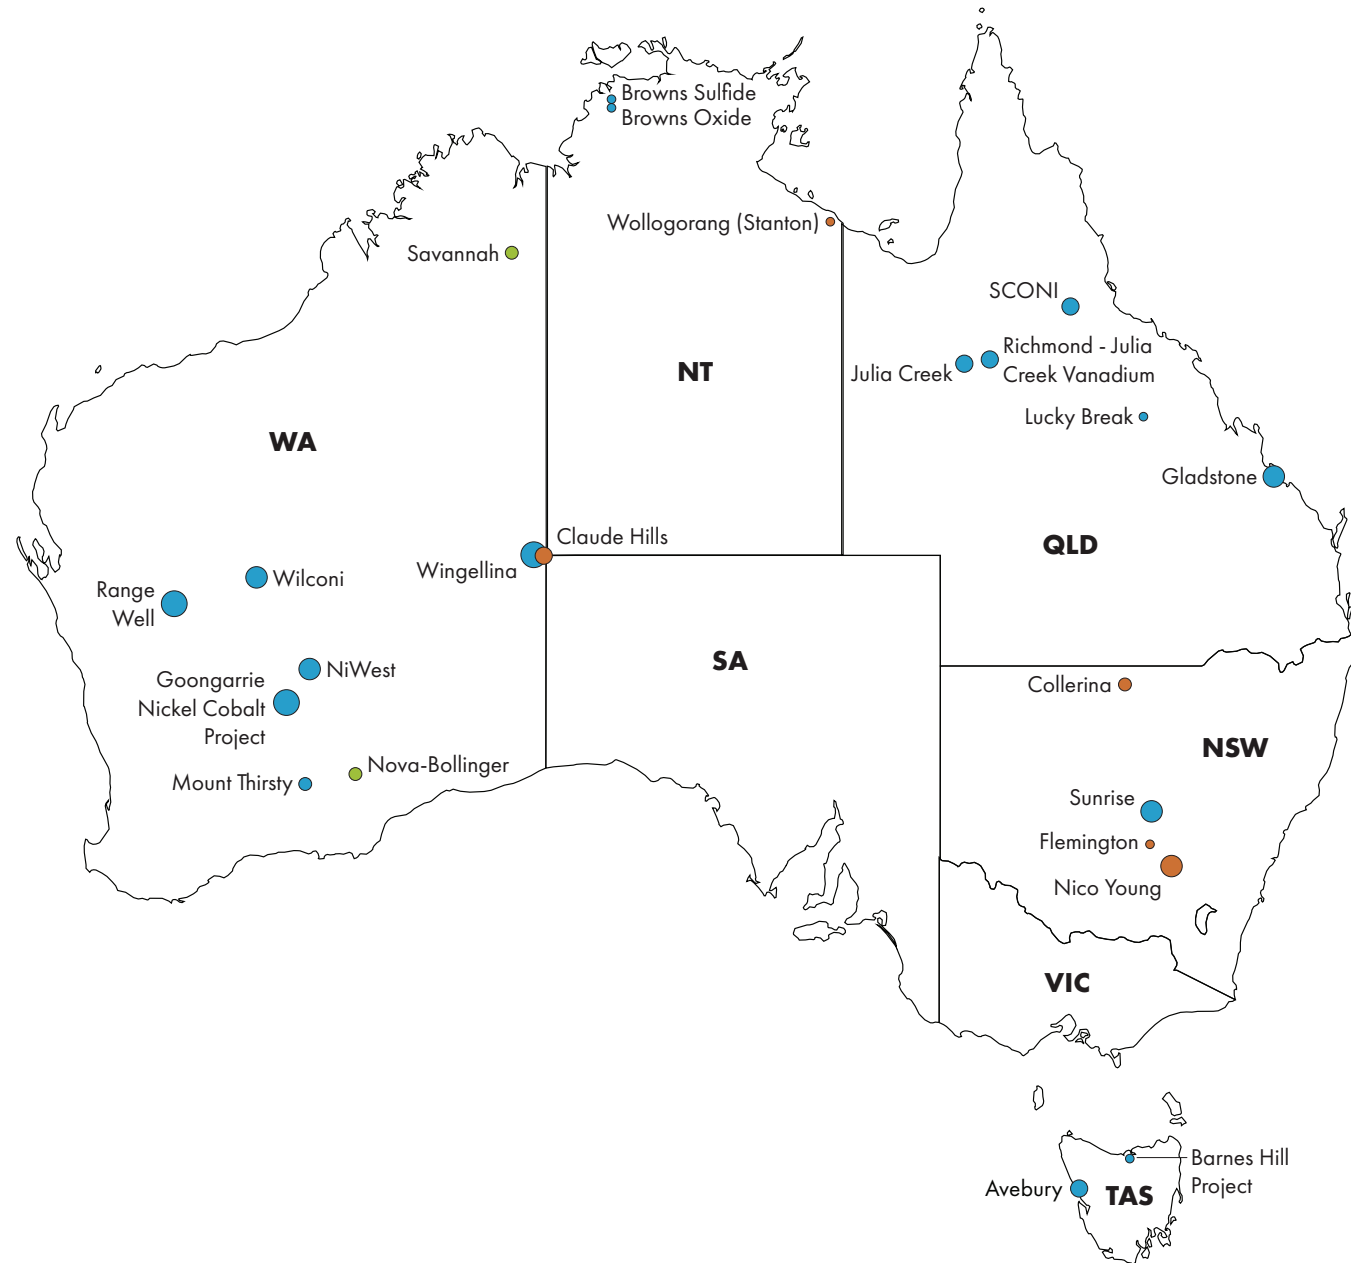 Browns Sulfide
Browns Oxide
Wollogorang (Stanton)
Savannah
SCONI
Richmond - Julia
Creek Vanadium
Julia Creek
NT
Lucky Break
WA
Gladstone
Claude Hills
QLD
Wingellina
Wilconi
Range
Well
SA
NiWest
Goongarrie
Nickel Cobalt
Project
Collerina
NSW
Nova-Bollinger
Mount Thirsty
Sunrise
Flemington
Nico Young
VIC
Barnes Hill
Project
Avebury
TAS